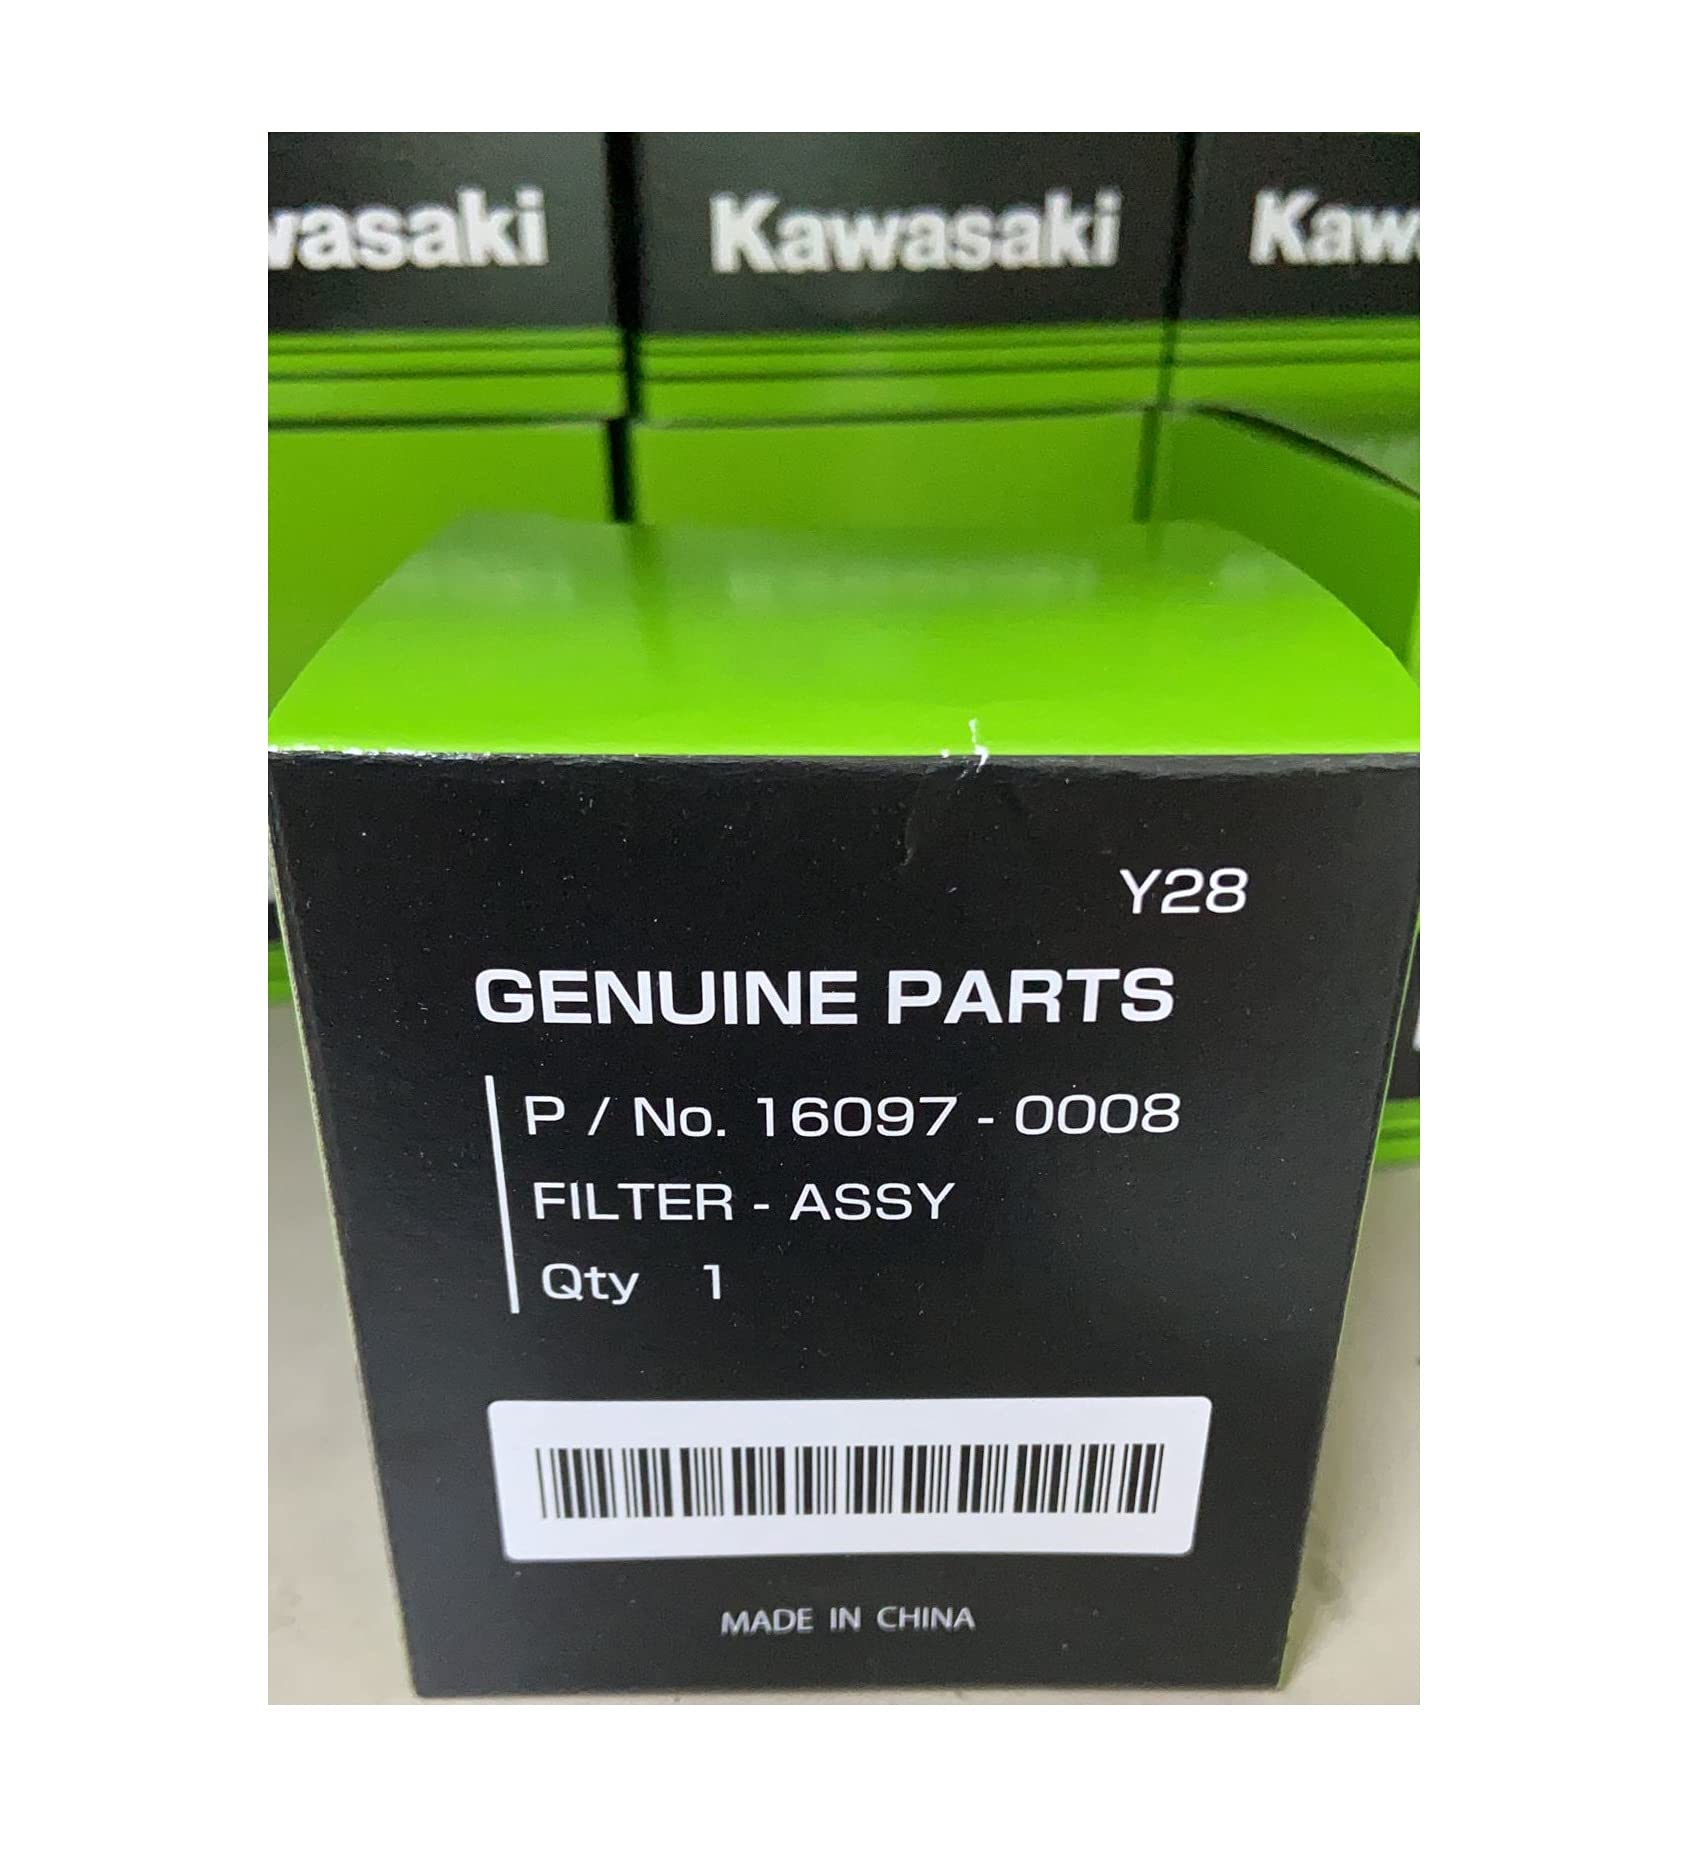 wasaki
Kawasaki
Kaw
Y28
GENUINE PARTS
P / No. 16097 - 0008
FILTER - ASSY
Qty 1
MADE IN CHINA